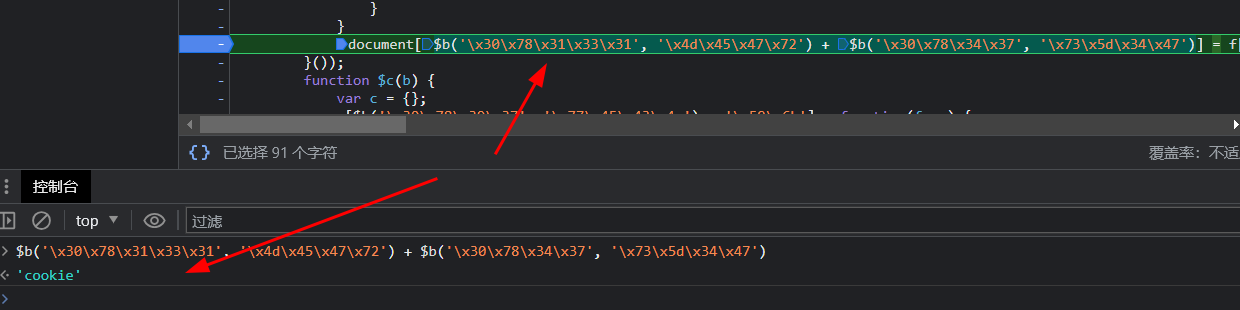 }
}
document[$b('\x30\x78\x31\x33\x31', '\x4d\x45\x47\x72') + $b('\x30\x78\x34\x37', '\x73\x5d\x34\x47')] = f[
}());
function $c(b) {
var c = {};
已选择 91 个字符
覆盖率: 不适
控制台
top
过滤
$b('\x30\x78\x31\x33\x31', '\x4d\x45\x47\x72') + $b('\x30\x78\x34\x37', '\x73\x5d\x34\x47')
'cookie'